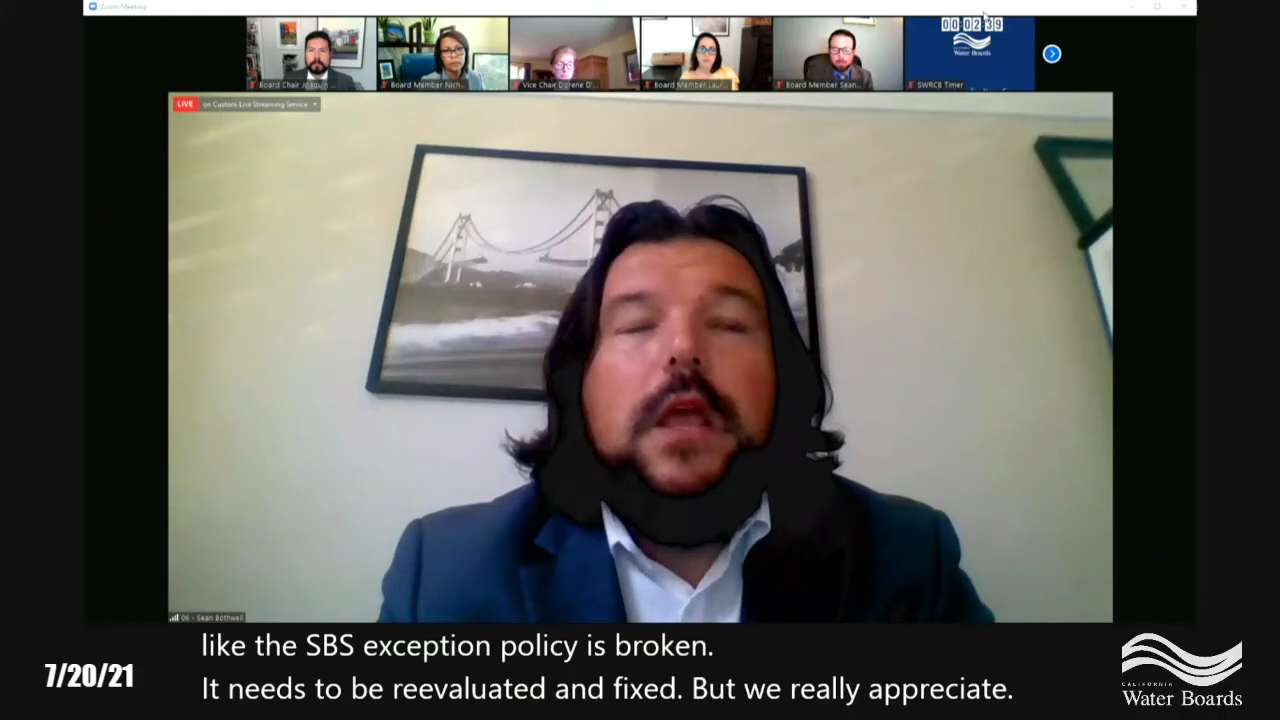 Zoom Meeting
00:02:39
Water Boards
Board Chair Joaquin ...
Board Member Nich...
Vice Chair Dorene D'...
Board Member Laur...
Board Member Sean...
SWRCB Timer
LIVE on Custom Live Streaming Service
06 - Sean Bothwell
like the SBS exception policy is broken.
It needs to be reevaluated and fixed. But we really appreciate.
7/20/21
CALIFORNIA
Water Boards